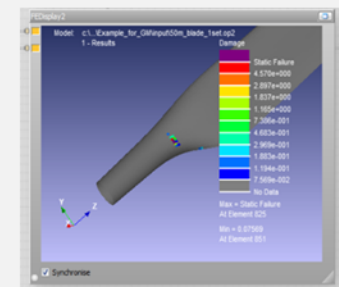 FEDisplay2
Model: c:\...\Example_for_GM\input\50m_blade_1set.op2
1 - Results
Damage
Static Failure
4.570e+000
2.897e+000
1.837e+000
1.165e+000
7.386e-001
4.683e-001
2.969e-001
1.883e-001
1.194e-001
7.569e-002
No Data
Max = Static Failure
At Element 825
Min = 0.07569
At Element 851
Y
Z
X
Synchronise